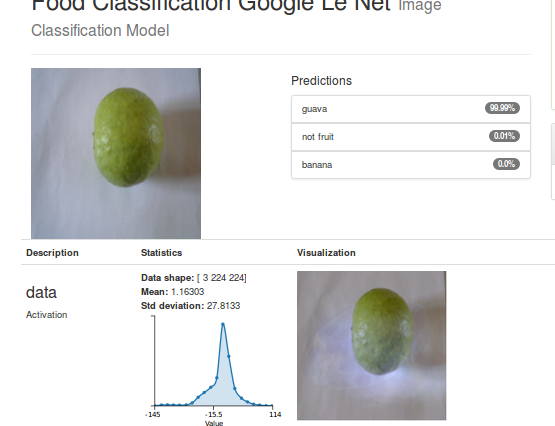 Food Classification Google Le Net Image
Classification Model
Predictions
guava 99.99%
not fruit 0.01%
banana 0.0%
Description Statistics Visualization
data
Activation
Data shape: [ 3 224 224]
Mean: 1.16303
Std deviation: 27.8133
-145 -15.5 114
Value